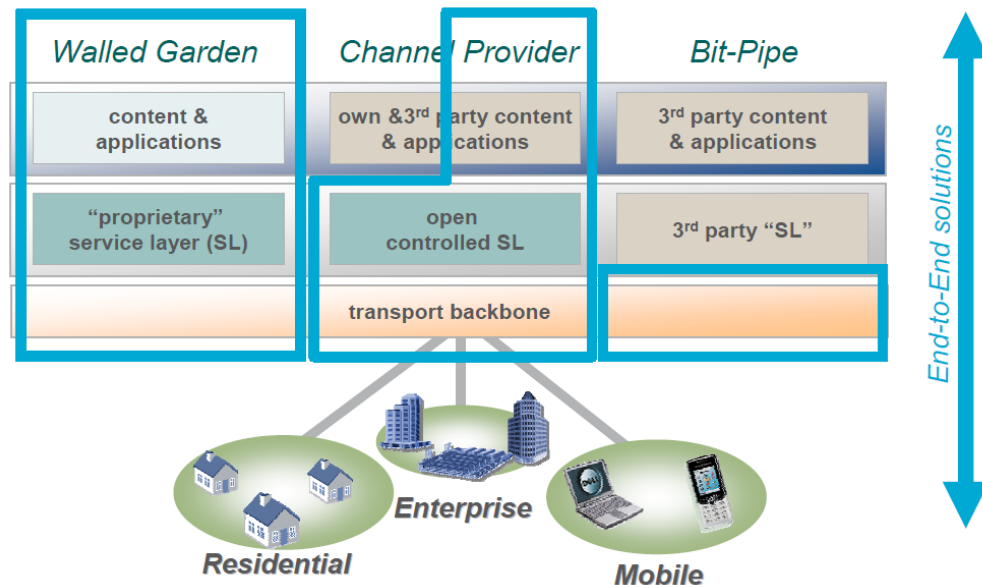 Walled Garden
Channel Provider
Bit-Pipe
content &
applications
own &3rd party content
& applications
3rd party content
& applications
“proprietary”
service layer (SL)
open
controlled SL
3rd party “SL”
transport backbone
End-to-End solutions
DELL
Enterprise
Residential
Mobile